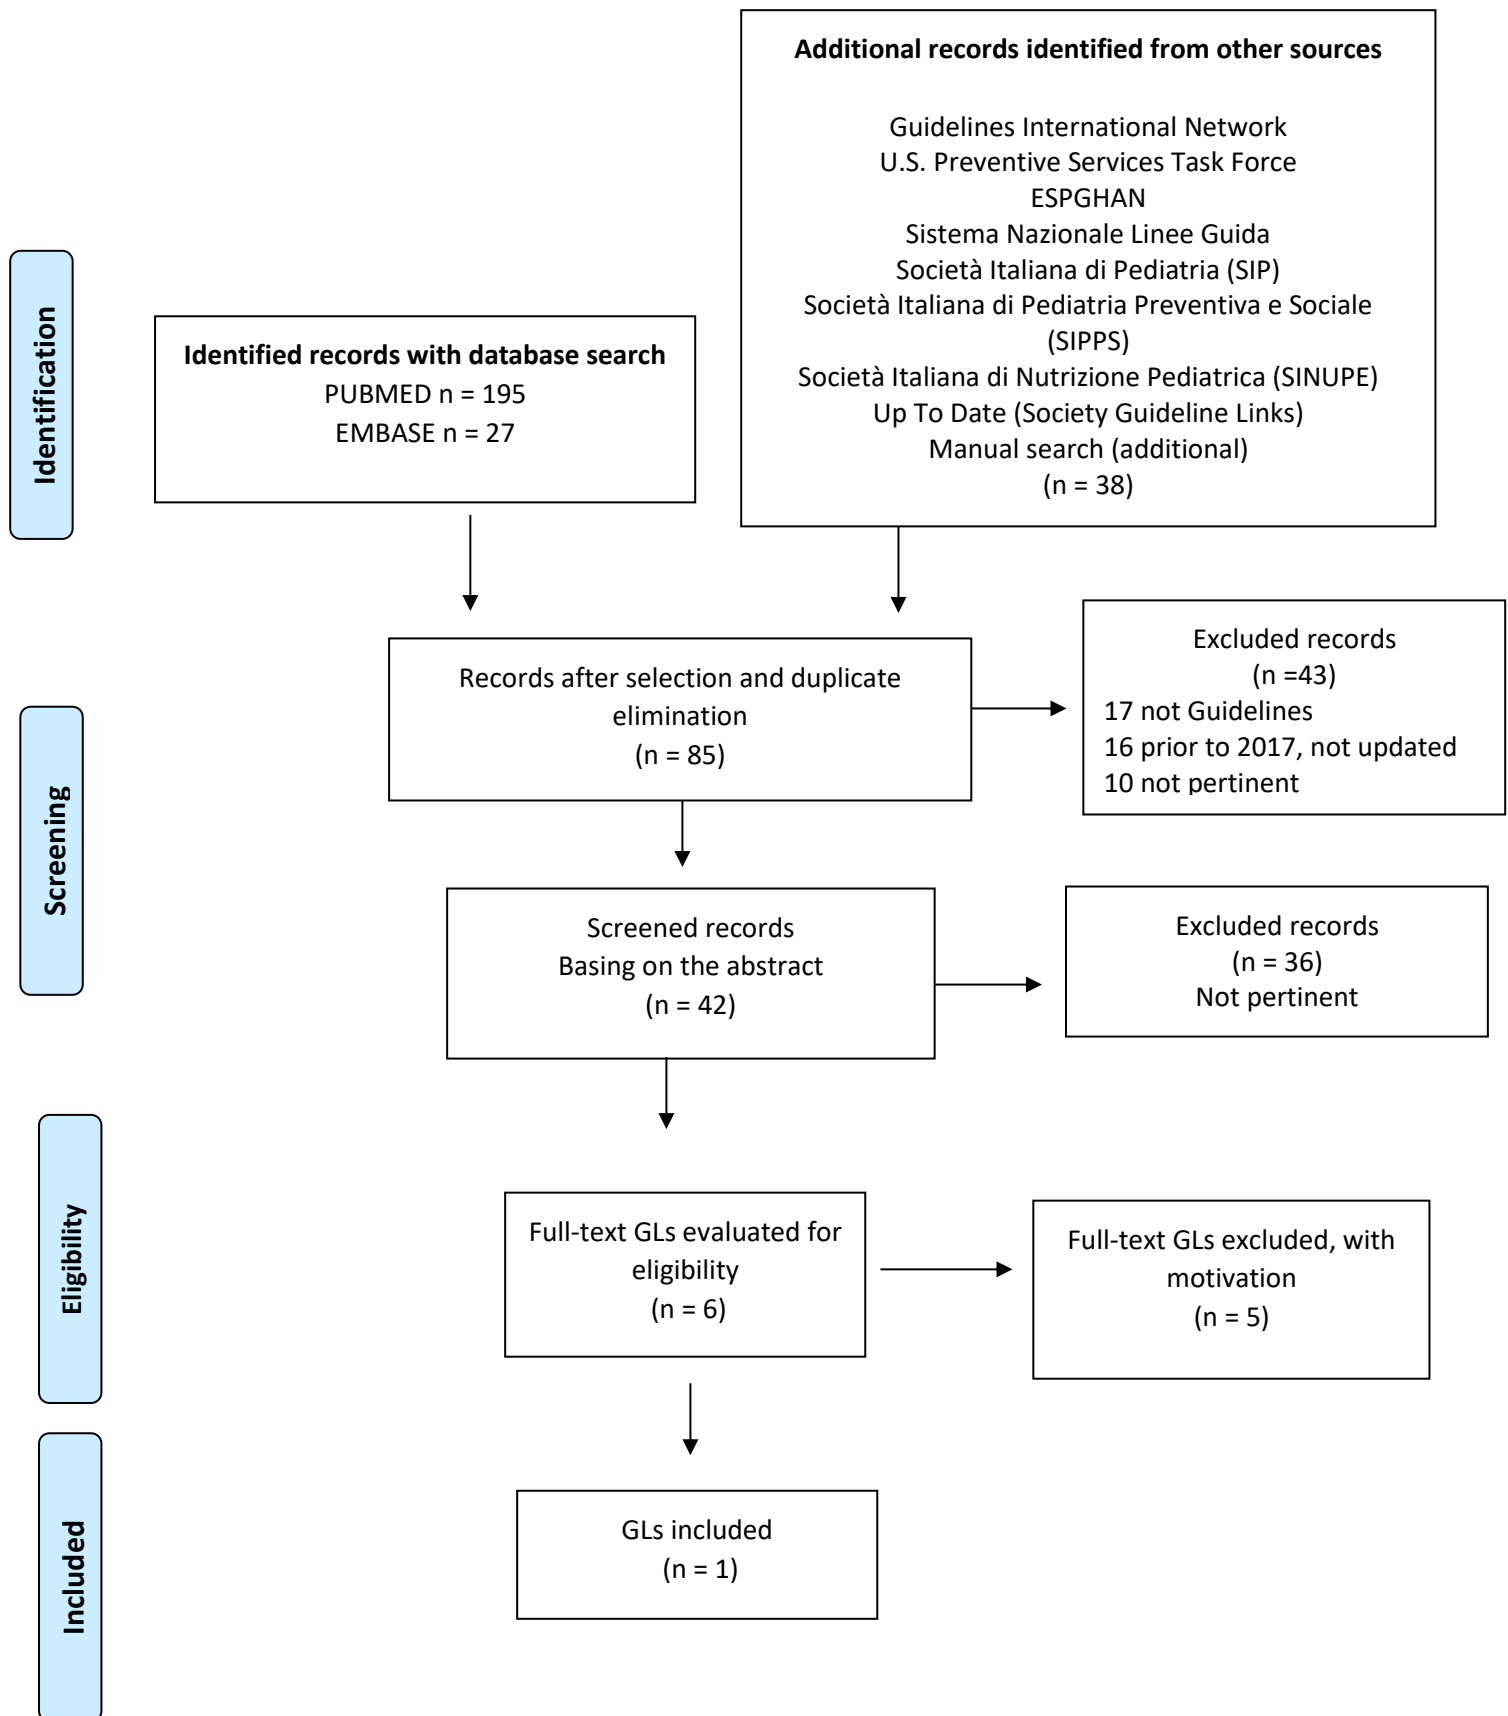 Additional records identified from other sources
Guidelines International Network
U.S. Preventive Services Task Force
ESPGHAN
Sistema Nazionale Linee Guida
Società Italiana di Pediatria (SIP)
Società Italiana di Pediatria Preventiva e Sociale
(SIPPS)
Società Italiana di Nutrizione Pediatrica (SINUPE)
Up To Date (Society Guideline Links)
Manual search (additional)
(n = 38)
Identification
Identified records with database search
PUBMED n = 195
EMBASE n = 27
Screening
Records after selection and duplicate
elimination
(n = 85)
Excluded records
(n =43)
17 not Guidelines
16 prior to 2017, not updated
10 not pertinent
Screened records
Basing on the abstract
(n = 42)
Excluded records
(n = 36)
Not pertinent
Eligibility
Full-text GLs evaluated for
eligibility
(n = 6)
Full-text GLs excluded, with
motivation
(n = 5)
Included
GLs included
(n = 1)